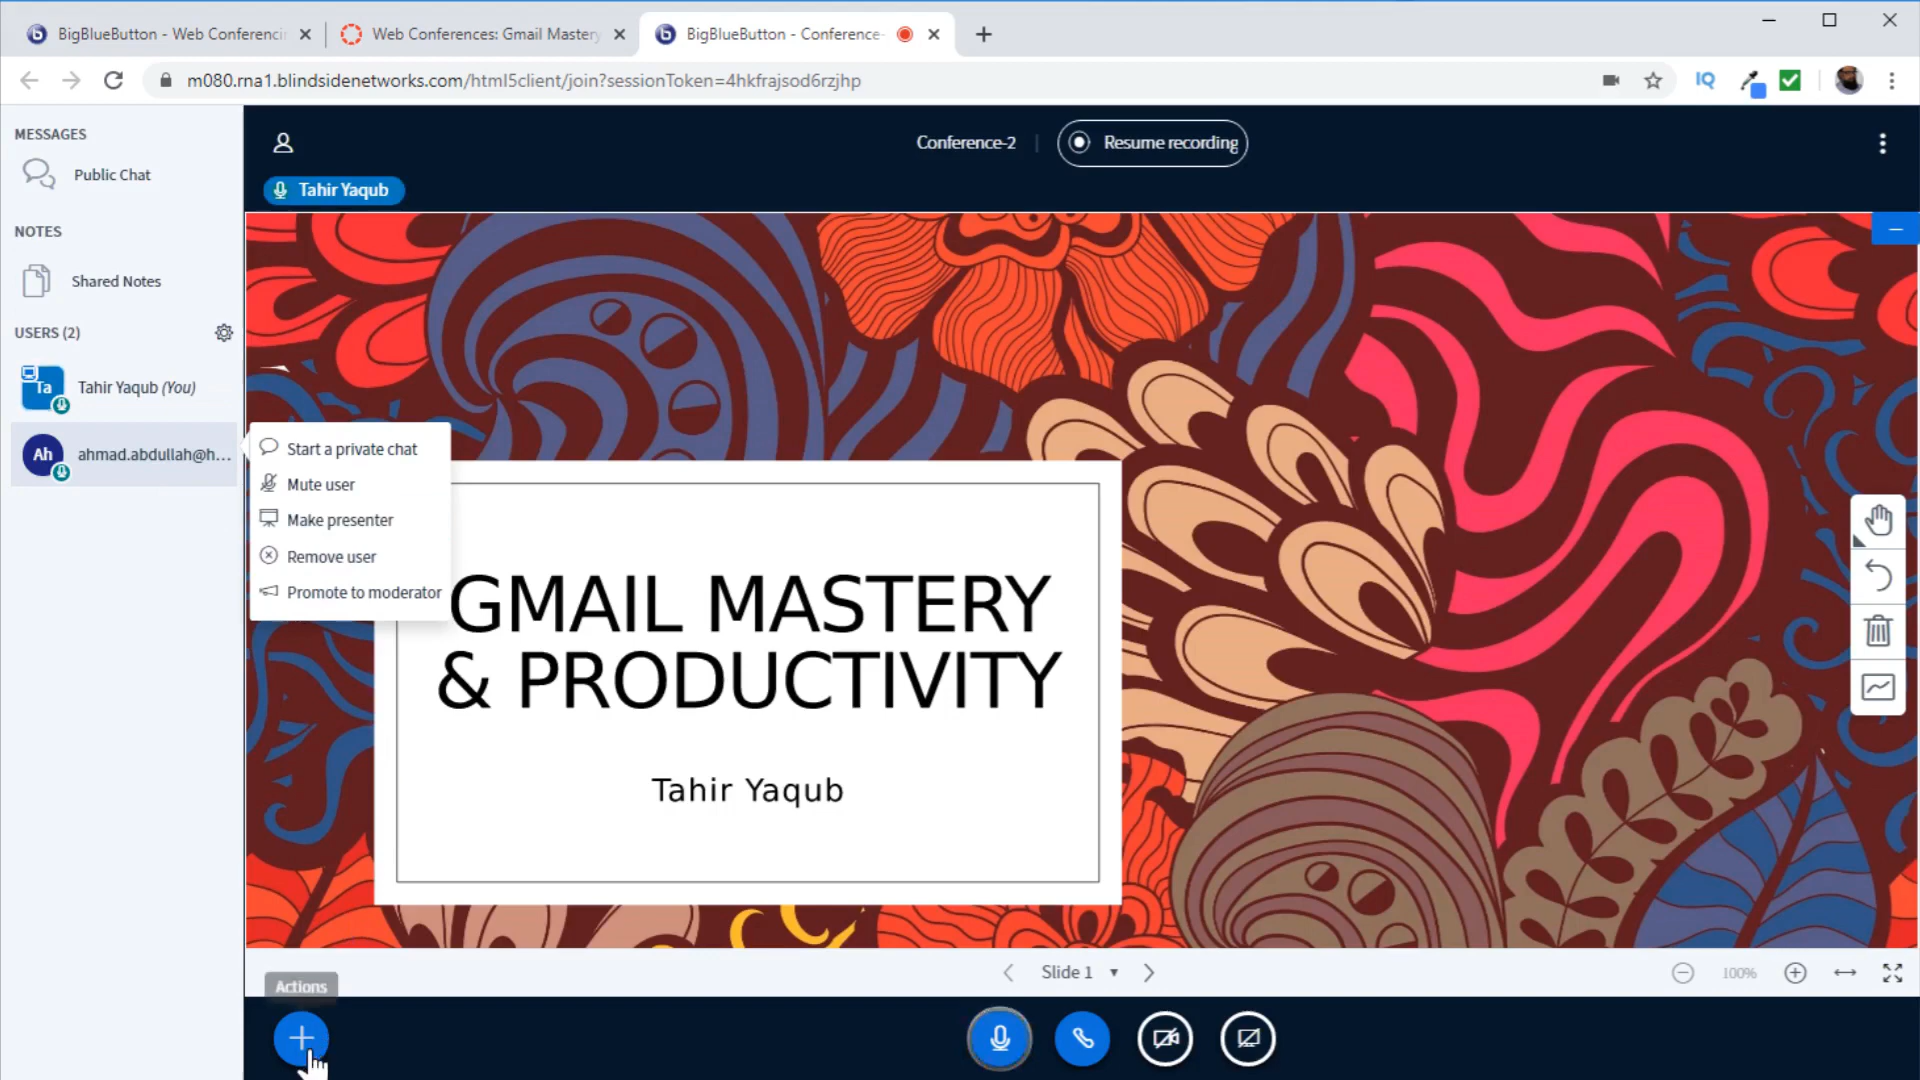 BigBlueButton - Web Conferencin
Web Conferences: Gmail Mastery
BigBlueButton - Conference-
m080.rna1.blindsidenetworks.com/html5client/join?sessionToken=4hkfrajsod6rzjhp
IQ
MESSAGES
Public Chat
NOTES
Shared Notes
USERS (2)
Ta
Tahir Yaqub (You)
Ah
ahmad.abdullah@h...
Conference-2
Resume recording
Tahir Yaqub
Start a private chat
Mute user
Make presenter
Remove user
Promote to moderator
GMAIL MASTERY
& PRODUCTIVITY
Tahir Yaqub
Slide 1
100%
Actions